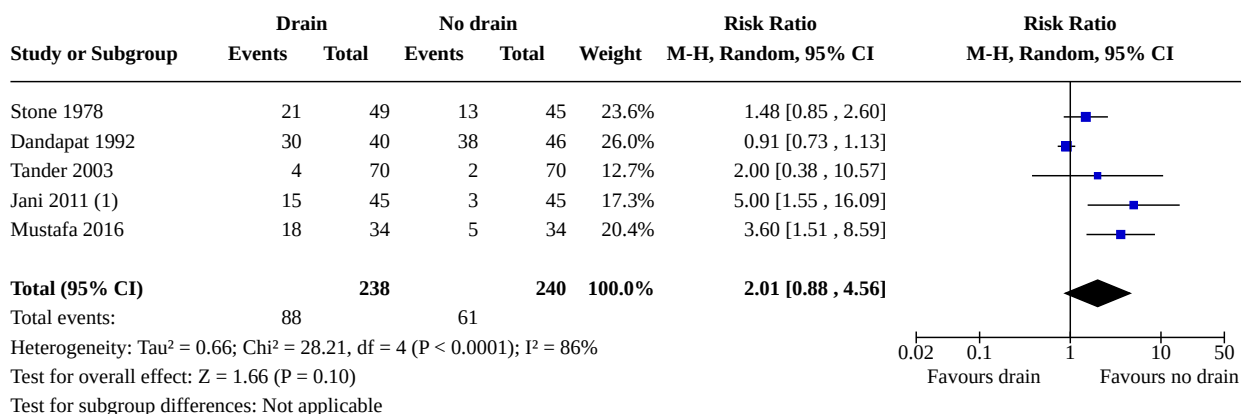 Drain No drain Risk Ratio Risk Ratio
Study or Subgroup Events Total Events Total Weight M-H, Random, 95% CI M-H, Random, 95% CI
Stone 1978 21 49 13 45 23.6% 1.48 [0.85 , 2.60]
Dandapat 1992 30 40 38 46 26.0% 0.91 [0.73 , 1.13]
Tander 2003 4 70 2 70 12.7% 2.00 [0.38 , 10.57]
Jani 2011 (1) 15 45 3 45 17.3% 5.00 [1.55 , 16.09]
Mustafa 2016 18 34 5 34 20.4% 3.60 [1.51 , 8.59]
Total (95% CI) 238 240 100.0% 2.01 [0.88 , 4.56]
Total events: 88 61
Heterogeneity: Tau² = 0.66; Chi² = 28.21, df = 4 (P < 0.0001); I² = 86%
0.02 0.1 1 10 50
Test for overall effect: Z = 1.66 (P = 0.10) Favours drain Favours no drain
Test for subgroup differences: Not applicable